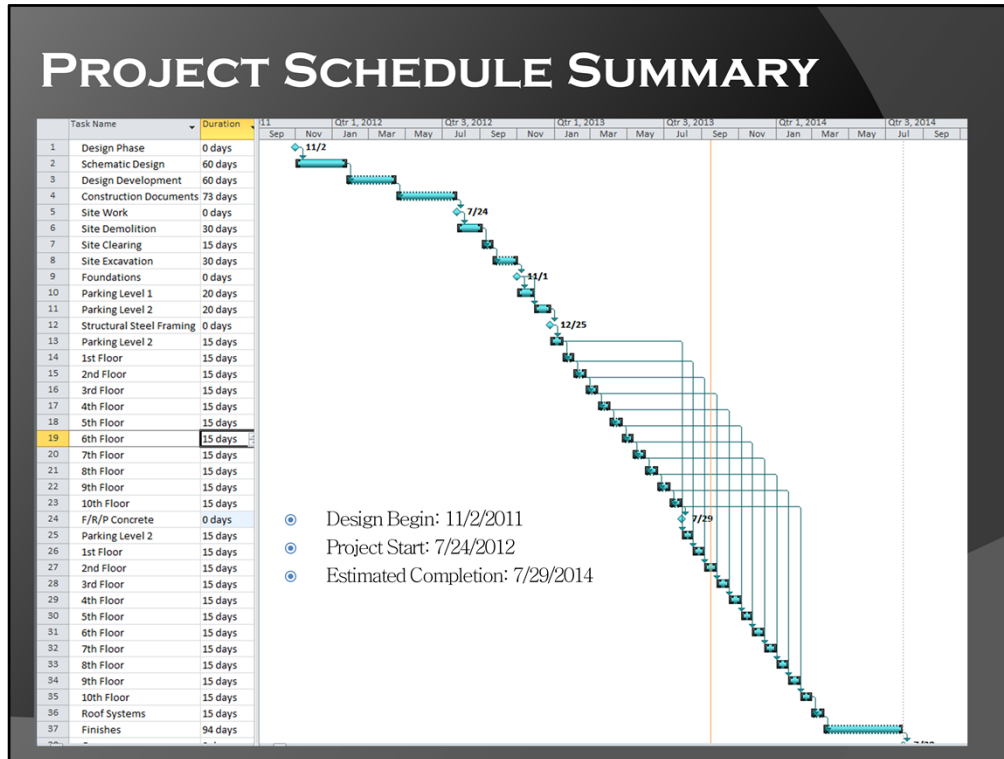 PROJECT SCHEDULE SUMMARY
Task Name Duration 11 Qtr 1, 2012 Qtr 3, 2012 Qtr 1, 2013 Qtr 3, 2013 Qtr 1, 2014 Qtr 3, 2014
Sep Nov Jan Mar May Jul Sep Nov Jan Mar May Jul Sep Nov Jan Mar May Jul Sep
1 Design Phase 0 days 11/2
2 Schematic Design 60 days
3 Design Development 60 days
4 Construction Documents 73 days
5 Site Work 0 days 7/24
6 Site Demolition 30 days
7 Site Clearing 15 days
8 Site Excavation 30 days
9 Foundations 0 days 11/1
10 Parking Level 1 20 days
11 Parking Level 2 20 days
12 Structural Steel Framing 0 days 12/25
13 Parking Level 2 15 days
14 1st Floor 15 days
15 2nd Floor 15 days
16 3rd Floor 15 days
17 4th Floor 15 days
18 5th Floor 15 days
19 6th Floor 15 days
20 7th Floor 15 days
21 8th Floor 15 days
22 9th Floor 15 days
23 10th Floor 15 days
24 F/R/P Concrete 0 days 7/29
25 Parking Level 2 15 days
26 1st Floor 15 days
27 2nd Floor 15 days
28 3rd Floor 15 days
29 4th Floor 15 days
30 5th Floor 15 days
31 6th Floor 15 days
32 7th Floor 15 days
33 8th Floor 15 days
34 9th Floor 15 days
35 10th Floor 15 days
36 Roof Systems 15 days
37 Finishes 94 days
Design Begin: 11/2/2011
Project Start: 7/24/2012
Estimated Completion: 7/29/2014